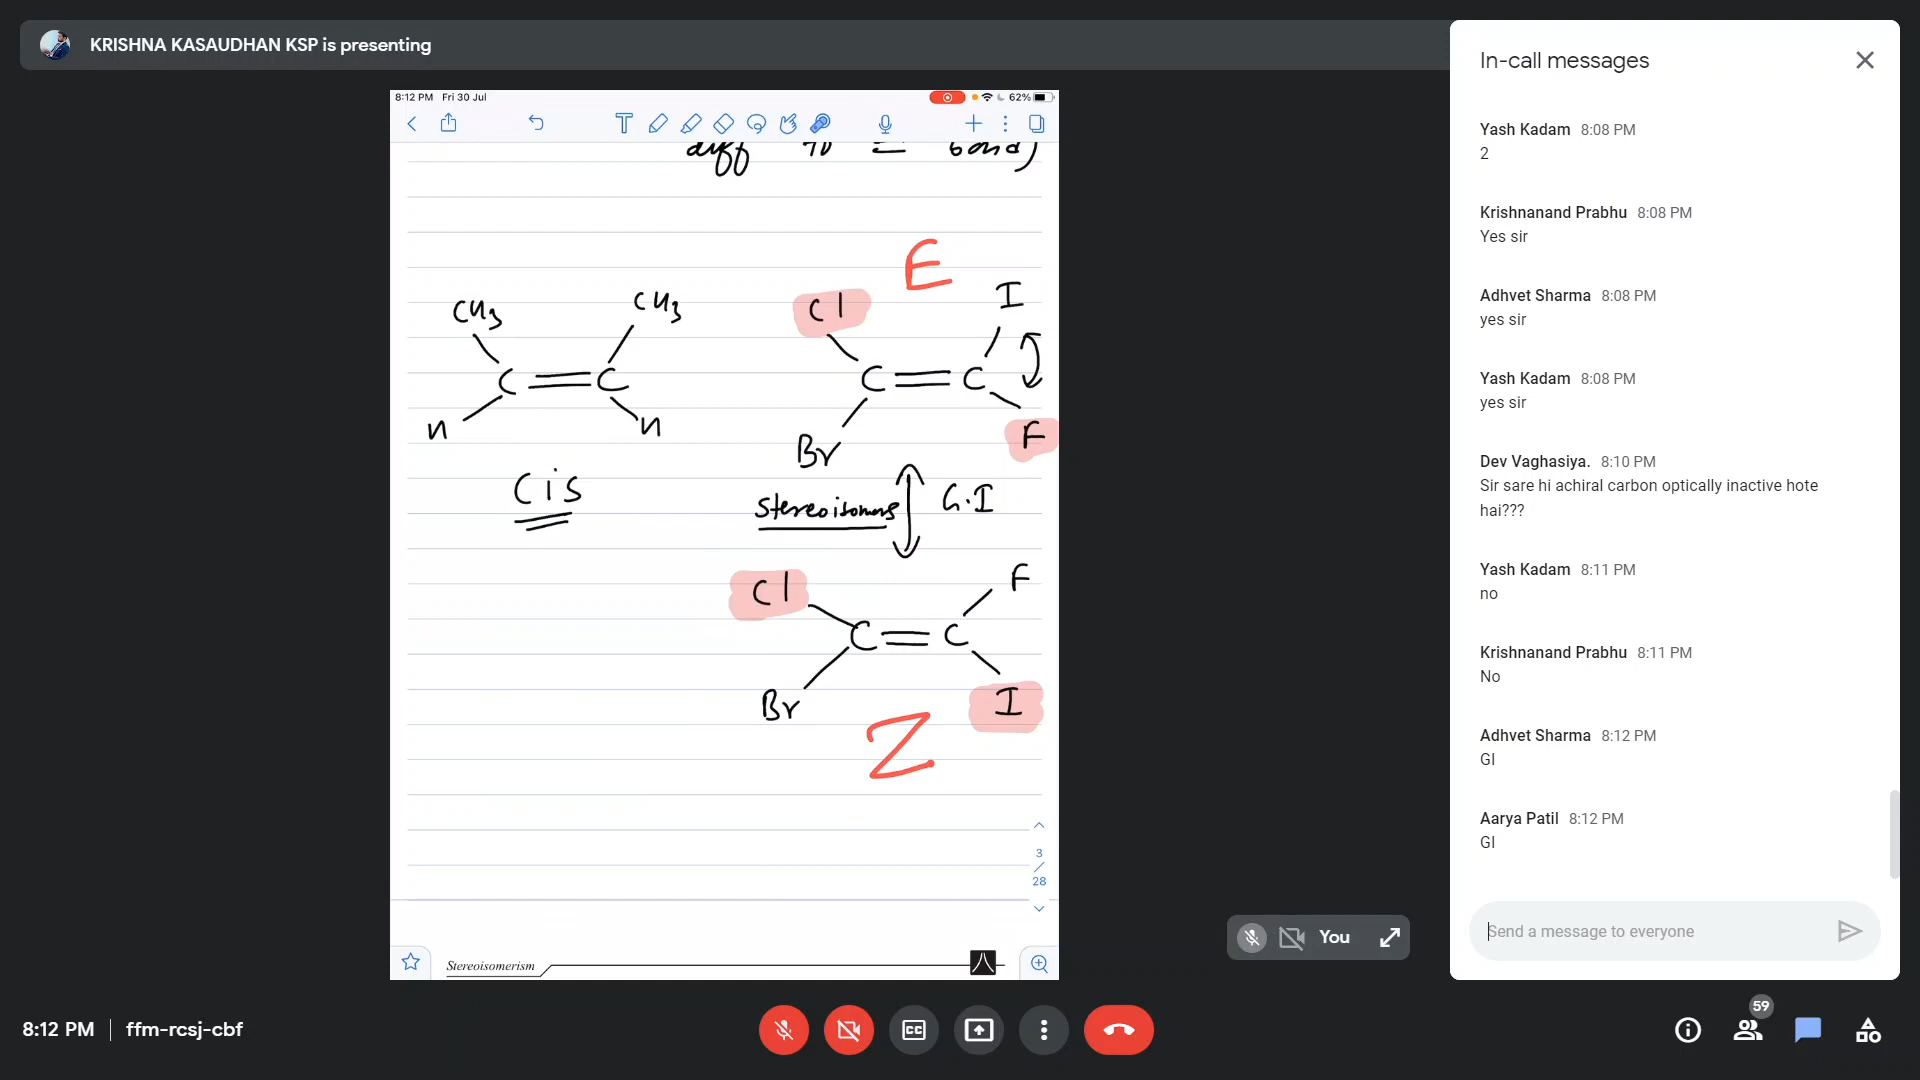 KRISHNA KASAUDHAN KSP is presenting
8:12 PM Fri 30 Jul
62%
diff to = bond)
E
CH3 CH3
C = C
H H
Cis
Cl I
C = C
Br F
Stereoisomers G.I
Cl F
C = C
Br I
Z
3
28
Stereoisomerism
In-call messages
Yash Kadam 8:08 PM
2
Krishnanand Prabhu 8:08 PM
Yes sir
Adhvet Sharma 8:08 PM
yes sir
Yash Kadam 8:08 PM
yes sir
Dev Vaghasiya. 8:10 PM
Sir sare hi achiral carbon optically inactive hote
hai???
Yash Kadam 8:11 PM
no
Krishnanand Prabhu 8:11 PM
No
Adhvet Sharma 8:12 PM
GI
Aarya Patil 8:12 PM
GI
Send a message to everyone
You
8:12 PM ffm-rcsj-cbf
CC
59